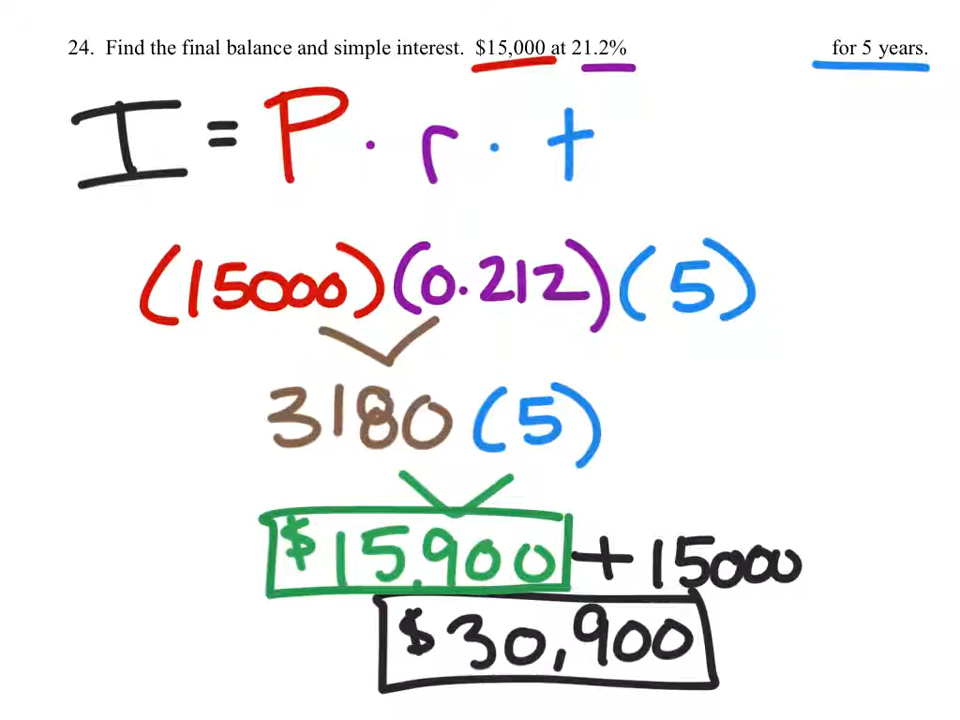 24. Find the final balance and simple interest. $15,000 at 21.2% for 5 years.
I = P · r · t
(15000)(0.212)(5)
3180 (5)
$15,900 + 15000
$30,900